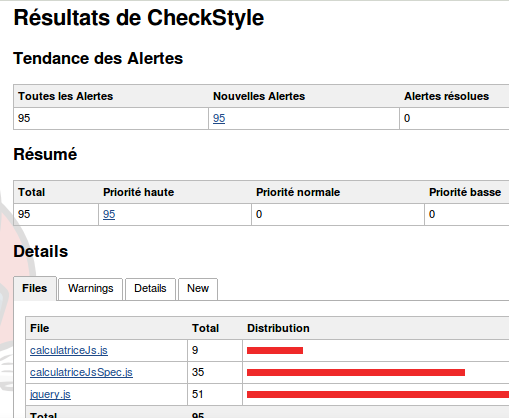 Résultats de CheckStyle
Tendance des Alertes
Toutes les Alertes Nouvelles Alertes Alertes résolues
95 95 0
Résumé
Total Priorité haute Priorité normale Priorité basse
95 95 0 0
Details
Files Warnings Details New
File Total Distribution
calculatriceJs.js 9
calculatriceJsSpec.js 35
jquery.js 51
Total 95